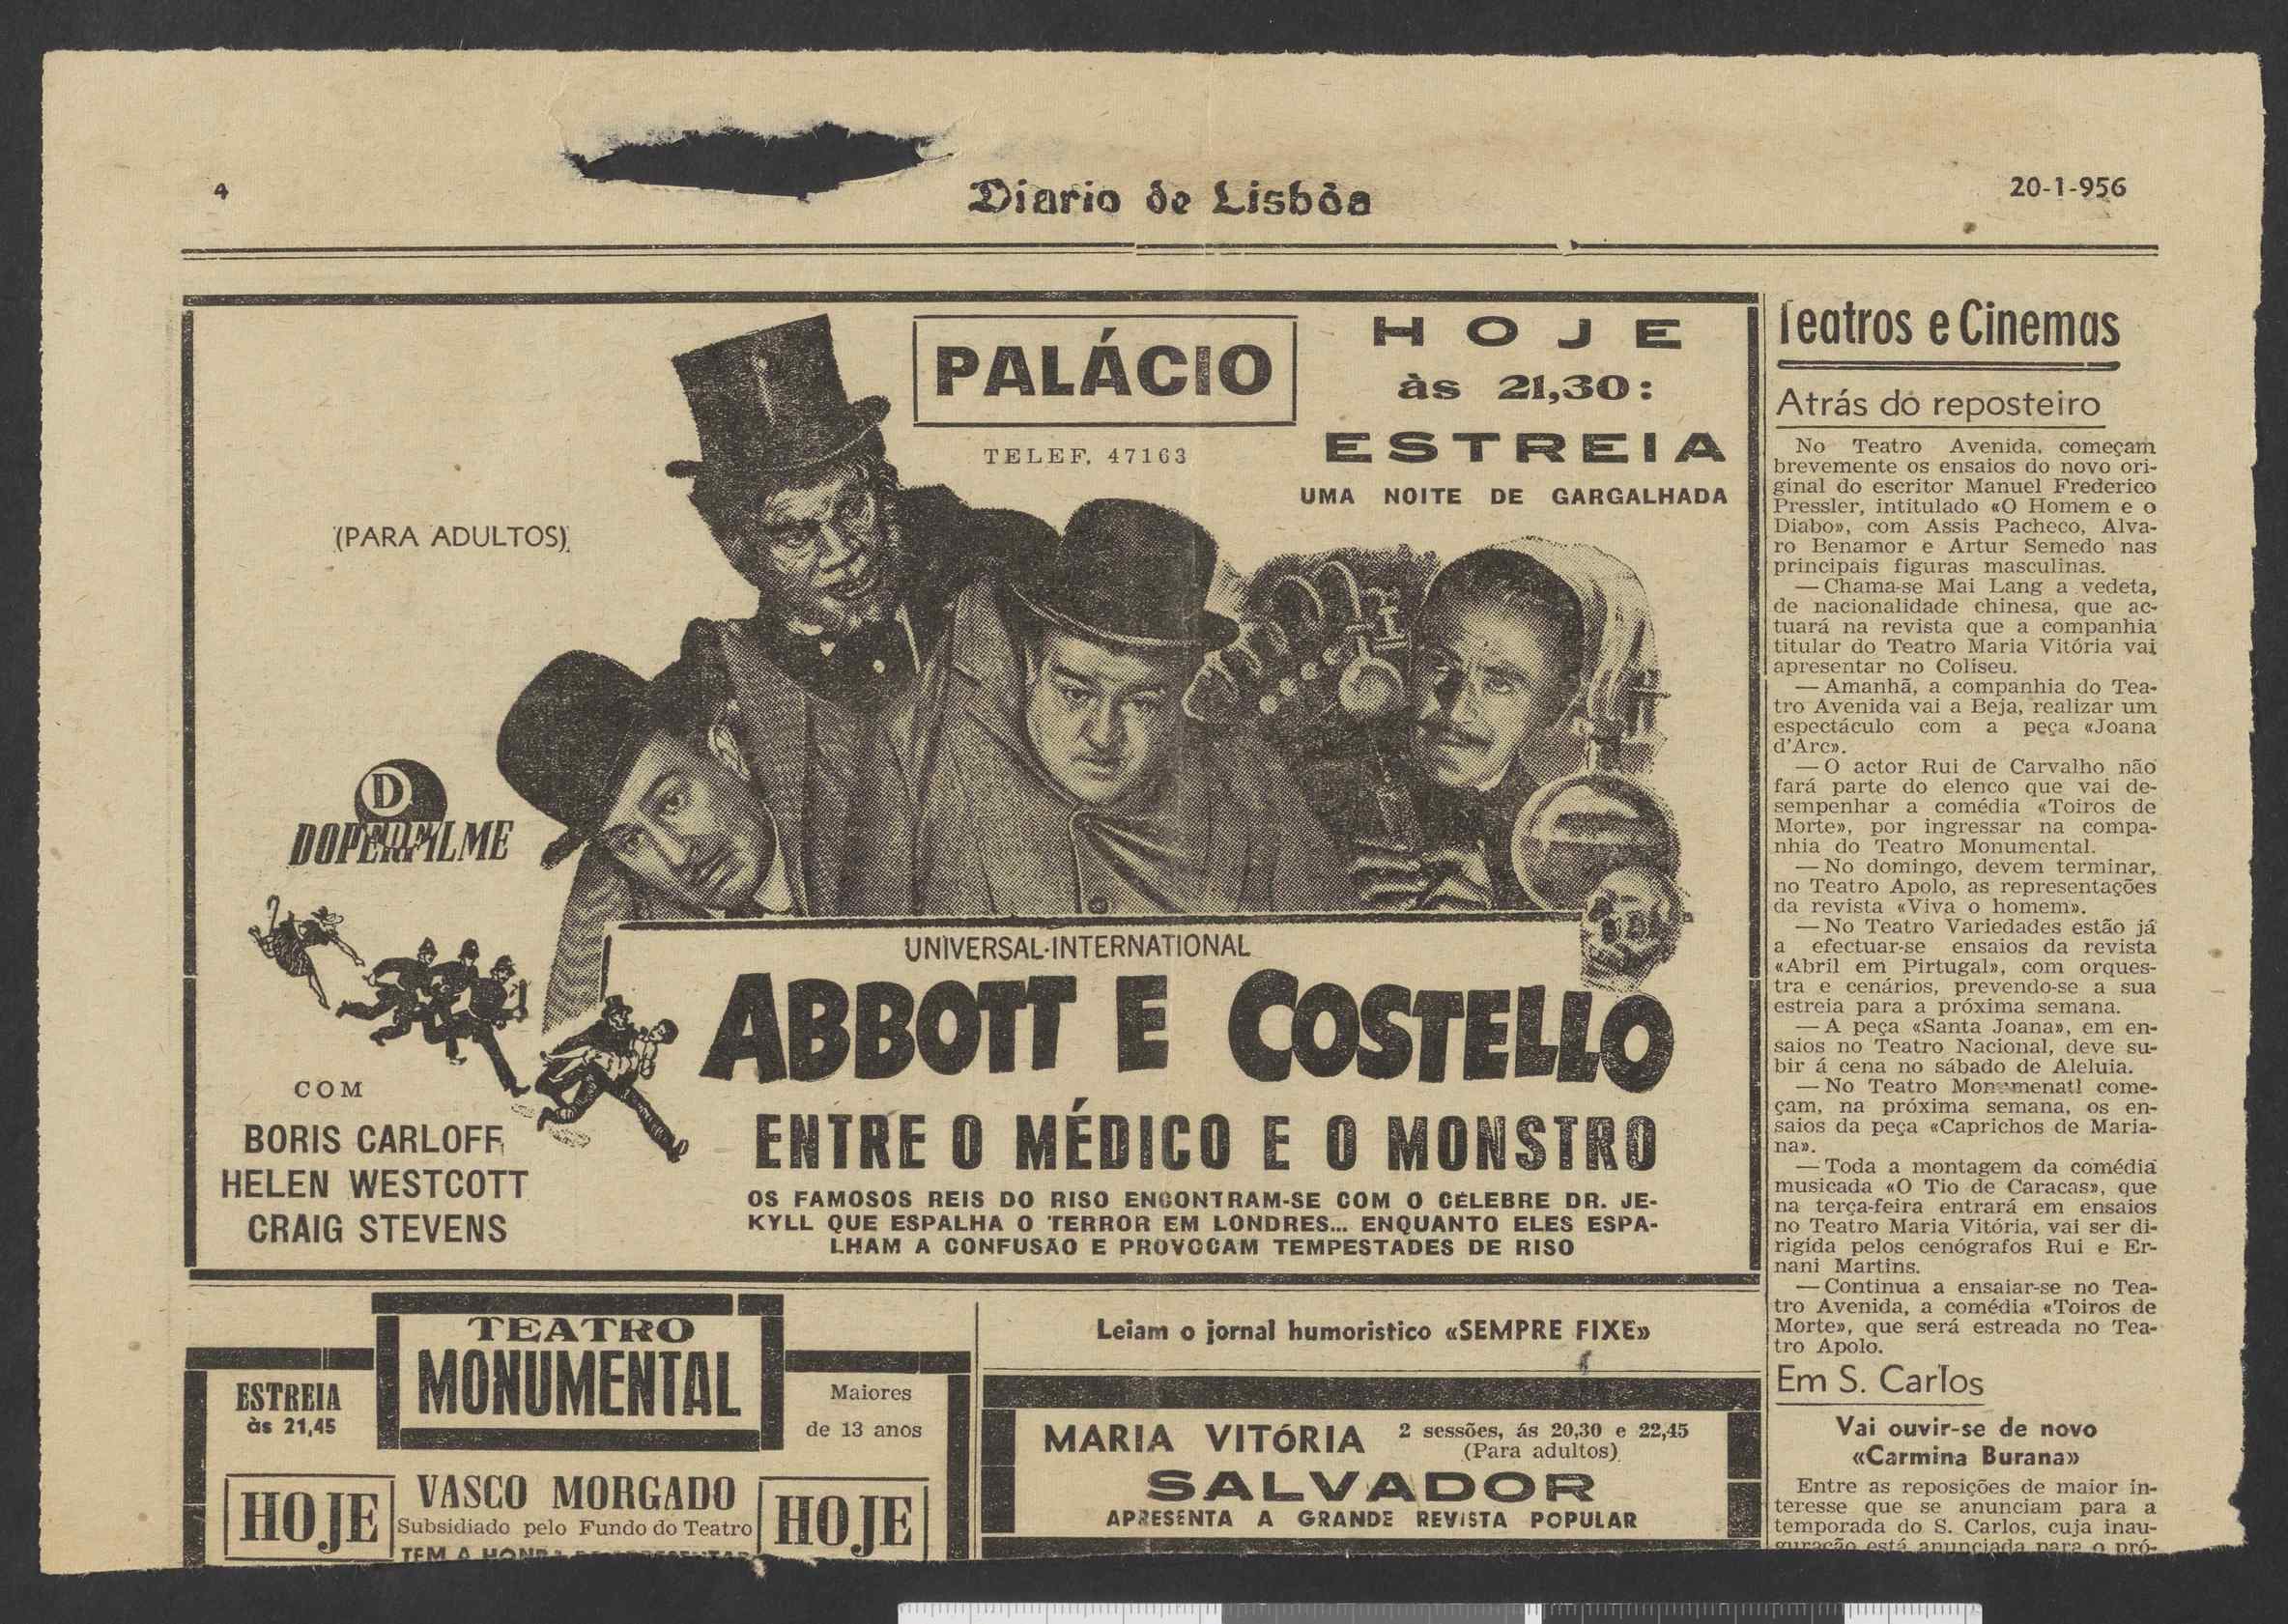 4
Diario de Lisbôa
20-1-956
PALÁCIO
TELEF. 47163
HOJE
às 21,30:
ESTREIA
UMA NOITE DE GARGALHADA
(PARA ADULTOS)
D
DOPERFILME
UNIVERSAL-INTERNATIONAL
ABBOTT E COSTELLO
ENTRE O MÉDICO E O MONSTRO
OS FAMOSOS REIS DO RISO ENCONTRAM-SE COM O CÉLEBRE DR. JE-
KYLL QUE ESPALHA O TERROR EM LONDRES... ENQUANTO ELES ESPA-
LHAM A CONFUSÃO E PROVOCAM TEMPESTADES DE RISO
COM
BORIS CARLOFF
HELEN WESTCOTT
CRAIG STEVENS
TEATRO
MONUMENTAL
ESTREIA
às 21,45
Maiores
de 13 anos
HOJE
VASCO MORGADO
Subsidiado pelo Fundo do Teatro
HOJE
TEM A HONRA DE APRESENTAR
Leiam o jornal humoristico «SEMPRE FIXE»
MARIA VITÓRIA
2 sessões, ás 20,30 e 22,45
(Para adultos)
SALVADOR
APRESENTA A GRANDE REVISTA POPULAR
Teatros e Cinemas
Atrás do reposteiro
No Teatro Avenida, começam
brevemente os ensaios do novo ori-
ginal do escritor Manuel Frederico
Pressler, intitulado «O Homem e o
Diabo», com Assis Pacheco, Alva-
ro Benamor e Artur Semedo nas
principais figuras masculinas.
— Chama-se Mai Lang a vedeta,
de nacionalidade chinesa, que ac-
tuará na revista que a companhia
titular do Teatro Maria Vitória vai
apresentar no Coliseu.
— Amanhã, a companhia do Tea-
tro Avenida vai a Beja, realizar um
espectáculo com a peça «Joana
d'Arc».
— O actor Rui de Carvalho não
fará parte do elenco que vai de-
sempenhar a comédia «Toiros de
Morte», por ingressar na compa-
nhia do Teatro Monumental.
— No domingo, devem terminar,
no Teatro Apolo, as representações
da revista «Viva o homem».
— No Teatro Variedades estão já
a efectuar-se ensaios da revista
«Abril em Pirtugal», com orques-
tra e cenários, prevendo-se a sua
estreia para a próxima semana.
— A peça «Santa Joana», em en-
saios no Teatro Nacional, deve su-
bir á cena no sábado de Aleluia.
— No Teatro Monumenatl come-
çam, na próxima semana, os en-
saios da peça «Caprichos de Maria-
na».
— Toda a montagem da comédia
musicada «O Tio de Caracas», que
na terça-feira entrará em ensaios
no Teatro Maria Vitória, vai ser di-
rigida pelos cenógrafos Rui e Er-
nani Martins.
— Continua a ensaiar-se no Tea-
tro Avenida, a comédia «Toiros de
Morte», que será estreada no Tea-
tro Apolo.
Em S. Carlos
Vai ouvir-se de novo
«Carmina Burana»
Entre as reposições de maior in-
teresse que se anunciam para a
temporada do S. Carlos, cuja inau-
guração está anunciada para o pró-